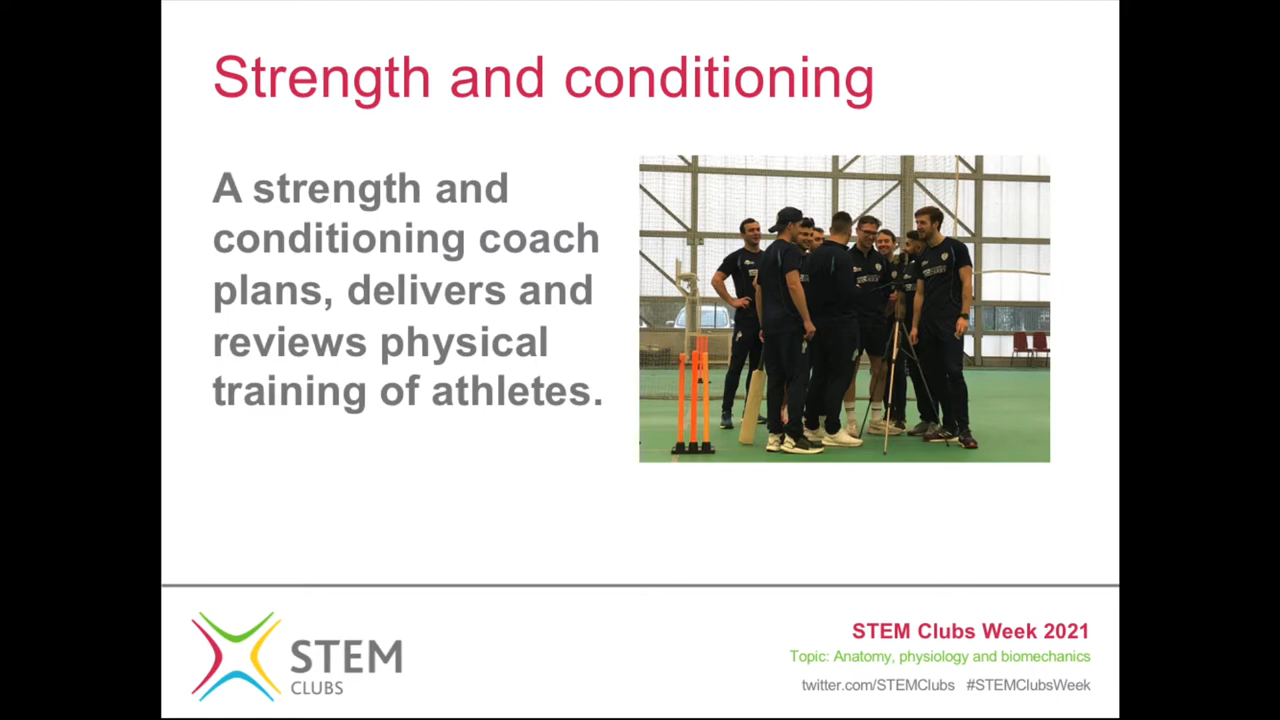 Strength and conditioning
A strength and
conditioning coach
plans, delivers and
reviews physical
training of athletes.
STEM
CLUBS
STEM Clubs Week 2021
Topic: Anatomy, physiology and biomechanics
twitter.com/STEMClubs #STEMClubsWeek